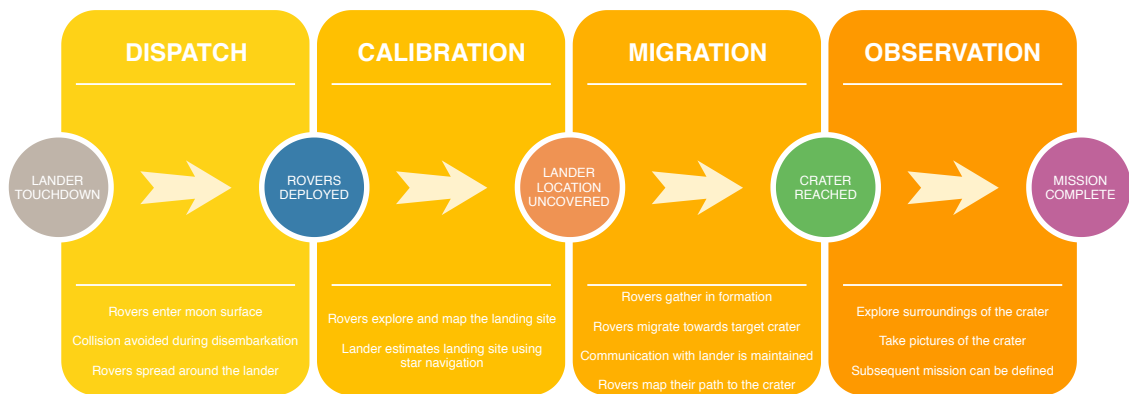 DISPATCH
CALIBRATION
MIGRATION
OBSERVATION
LANDER
TOUCHDOWN
ROVERS
DEPLOYED
LANDER
LOCATION
UNCOVERED
CRATER
REACHED
MISSION
COMPLETE
Rovers enter moon surface
Collision avoided during disembarkation
Rovers spread around the lander
Rovers explore and map the landing site
Lander estimates landing site using
star navigation
Rovers gather in formation
Rovers migrate towards target crater
Communication with lander is maintained
Rovers map their path to the crater
Explore surroundings of the crater
Take pictures of the crater
Subsequent mission can be defined